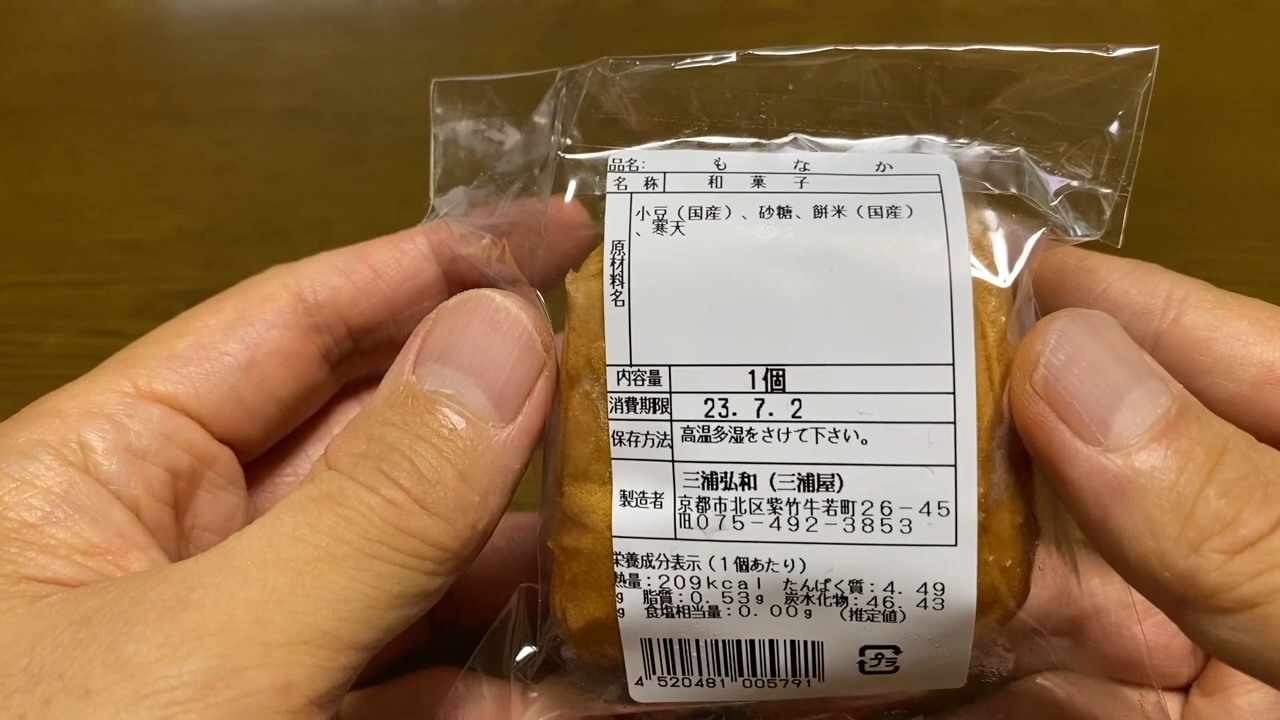 品名: もなか
名称 和菓子
原材料名 小豆（国産）、砂糖、餅米（国産）
、寒天
内容量 1個
消費期限 23. 7. 2
保存方法 高温多湿をさけて下さい。
製造者 三浦弘和（三浦屋）
京都市北区紫竹牛若町26-45
℡075-492-3853
栄養成分表示（1個あたり）
熱量：209kcal たんぱく質：4. 49
g 脂質：0. 53g 炭水化物：46. 43
g 食塩相当量：0. 00g （推定値）
4 520481 005791
プラ